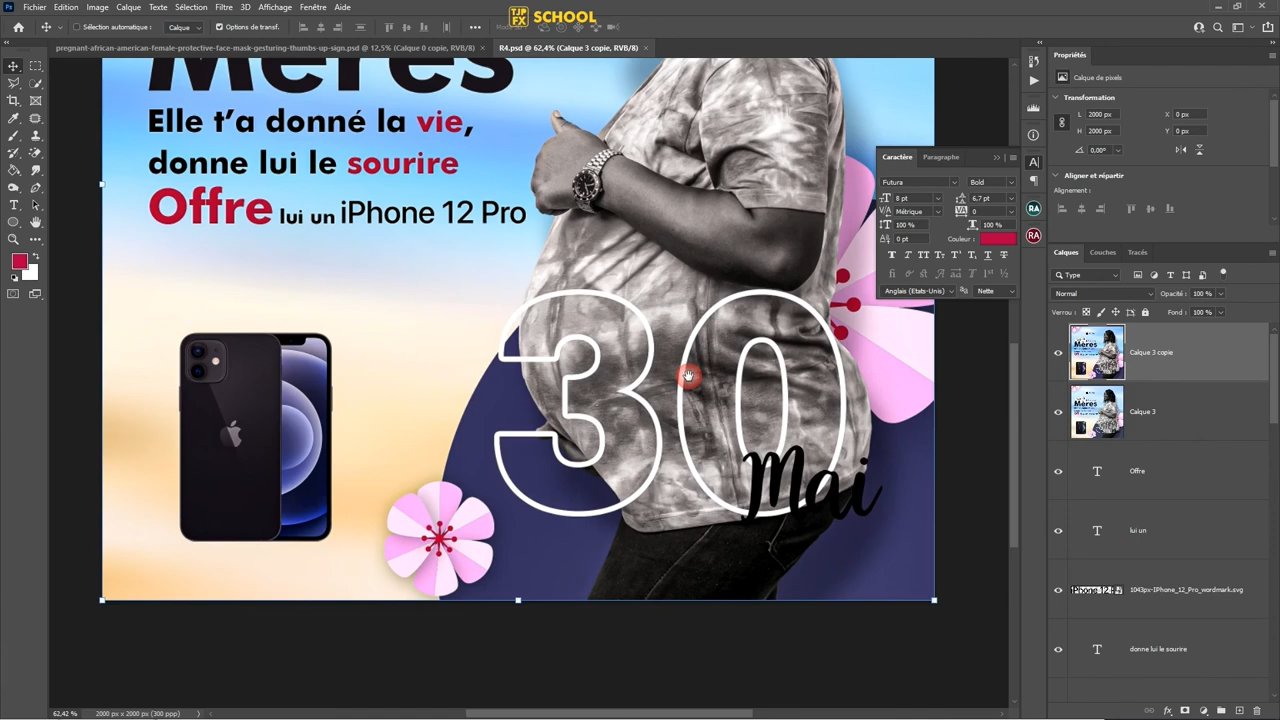 Fichier Edition Image Calque Texte Sélection Filtre 3D Affichage Fenêtre Aide
TJP FX SCHOOL
Sélection automatique : Calque Options de transf.
pregnant-african-american-female-protective-face-mask-gesturing-thumbs-up-sign.psd @ 12,5% (Calque 0 copie, RVB/8)
R4.psd @ 62,4% (Calque 3 copie, RVB/8)
Mères
Elle t'a donné la vie,
donne lui le sourire
Offre lui un iPhone 12 Pro
30
Mai
Caractère Paragraphe
Futura Bold
8 pt 6,7 pt
Métrique 0
100 % 100 %
0 pt Couleur :
Anglais (Etats-Unis) Nette
RA
RA
Propriétés
Calque de pixels
Transformation
L 2000 px X 0 px
H 2000 px Y 0 px
0,00°
Aligner et répartir
Alignement :
Calques Couches Tracés
Type
Normal Opacité : 100 %
Verrou : Fond : 100 %
Calque 3 copie
Calque 3
Offre
lui un
1043px-IPhone_12_Pro_wordmark.svg
donne lui le sourire
62,42 % 2000 px x 2000 px (300 ppp)